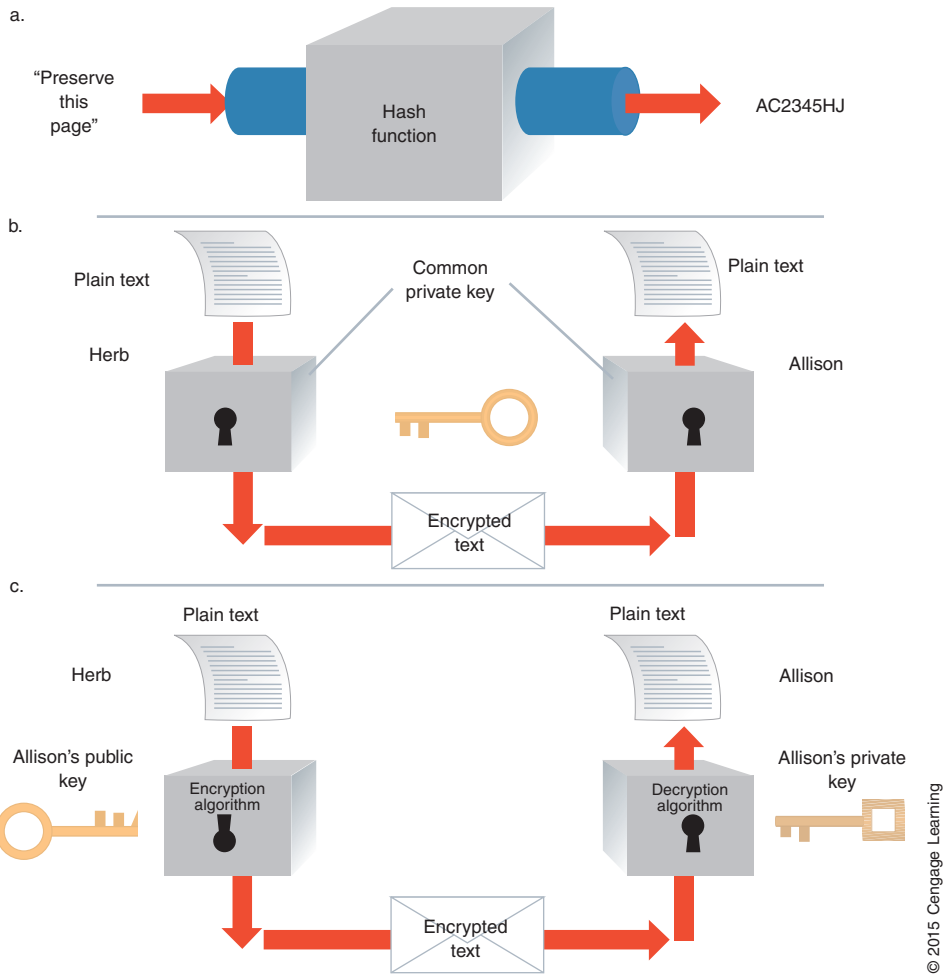 a.
“Preserve
this
page”
Hash
function
AC2345HJ
b.
Plain text
Common
private key
Plain text
Herb
Allison
Encrypted
text
c.
Plain text
Plain text
Herb
Allison
Allison’s public
key
Encryption
algorithm
Decryption
algorithm
Allison’s private
key
Encrypted
text
© 2015 Cengage Learning